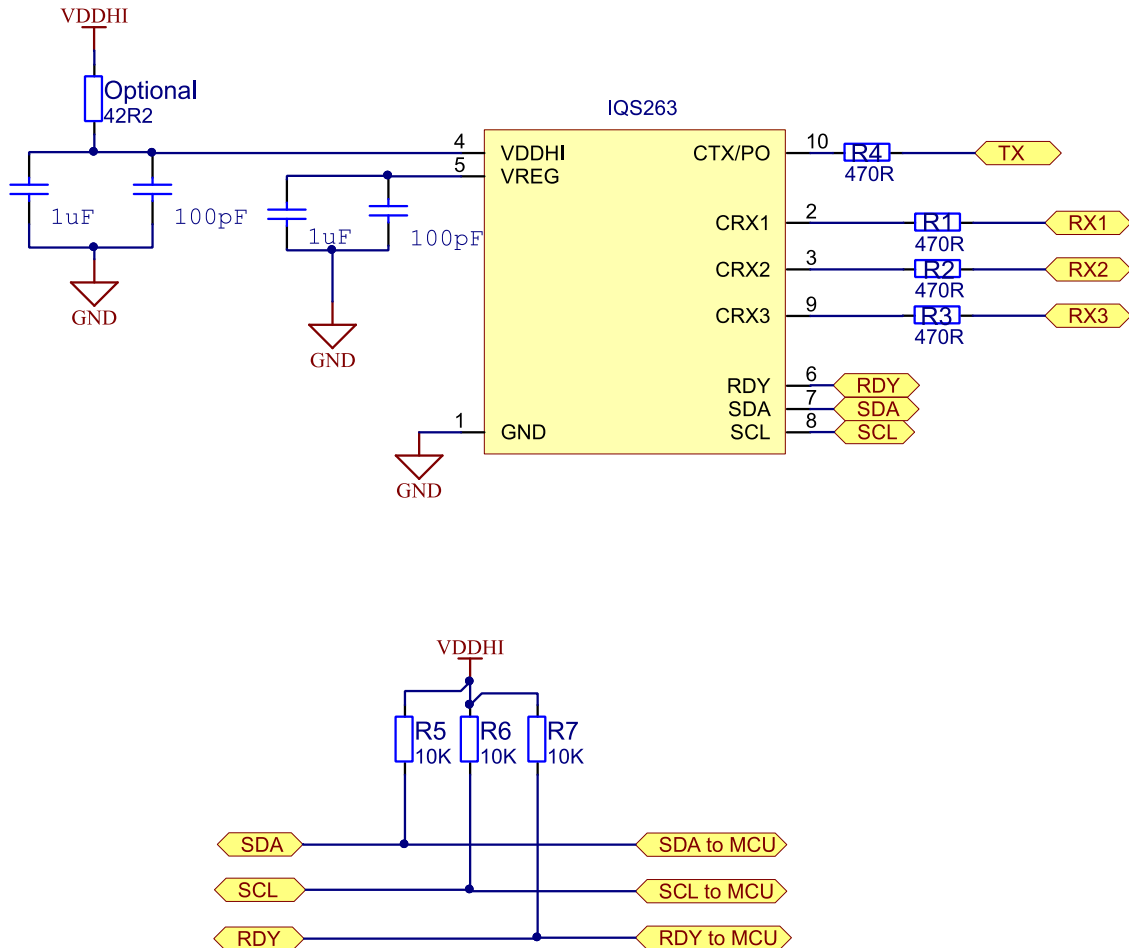 VDDHI
Optional
42R2
1uF
100pF
GND
1uF
100pF
GND
IQS263
4
VDDHI
5
VREG
1
GND
GND
CTX/PO
10
R4
470R
TX
CRX1
2
R1
470R
RX1
CRX2
3
R2
470R
RX2
CRX3
9
R3
470R
RX3
RDY
6
RDY
SDA
7
SDA
SCL
8
SCL
VDDHI
R5
10K
R6
10K
R7
10K
SDA
SDA to MCU
SCL
SCL to MCU
RDY
RDY to MCU